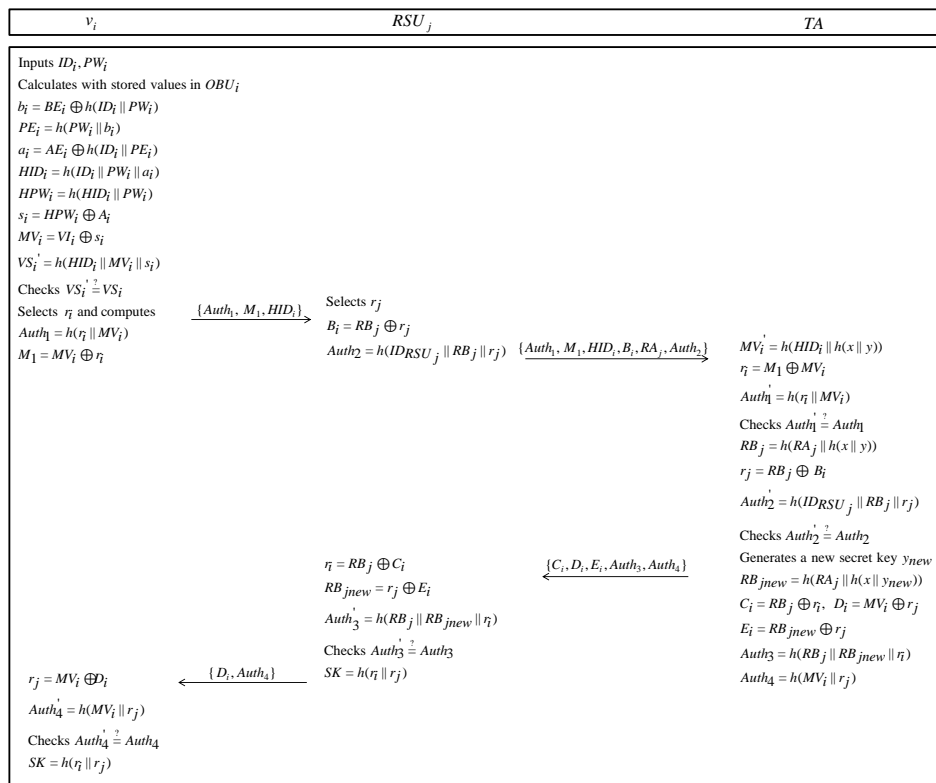 v_i RSU_j TA
Inputs ID_i, PW_i
Calculates with stored values in OBU_i
b_i = BE_i ⊕ h(ID_i || PW_i)
PE_i = h(PW_i || b_i)
a_i = AE_i ⊕ h(ID_i || PE_i)
HID_i = h(ID_i || PW_i || a_i)
HPW_i = h(HID_i || PW_i)
s_i = HPW_i ⊕ A_i
MV_i = VI_i ⊕ s_i
VS_i' = h(HID_i || MV_i || s_i)
Checks VS_i' ≟ VS_i
Selects r_i and computes
Auth_1 = h(r_i || MV_i)
M_1 = MV_i ⊕ r_i
{Auth_1, M_1, HID_i}
Selects r_j
B_i = RB_j ⊕ r_j
Auth_2 = h(ID_RSU_j || RB_j || r_j)
{Auth_1, M_1, HID_i, B_i, RA_j, Auth_2}
MV_i' = h(HID_i || h(x || y))
r_i = M_1 ⊕ MV_i
Auth_1' = h(r_i || MV_i)
Checks Auth_1' ≟ Auth_1
RB_j = h(RA_j || h(x || y))
r_j = RB_j ⊕ B_i
Auth_2' = h(ID_RSU_j || RB_j || r_j)
Checks Auth_2' ≟ Auth_2
Generates a new secret key y_new
RB_jnew = h(RA_j || h(x || y_new))
C_i = RB_j ⊕ r_i, D_i = MV_i ⊕ r_j
E_i = RB_jnew ⊕ r_j
Auth_3 = h(RB_j || RB_jnew || r_i)
Auth_4 = h(MV_i || r_j)
{C_i, D_i, E_i, Auth_3, Auth_4}
r_i = RB_j ⊕ C_i
RB_jnew = r_j ⊕ E_i
Auth_3' = h(RB_j || RB_jnew || r_i)
Checks Auth_3' ≟ Auth_3
SK = h(r_i || r_j)
{D_i, Auth_4}
r_j = MV_i ⊕ D_i
Auth_4' = h(MV_i || r_j)
Checks Auth_4' ≟ Auth_4
SK = h(r_i || r_j)